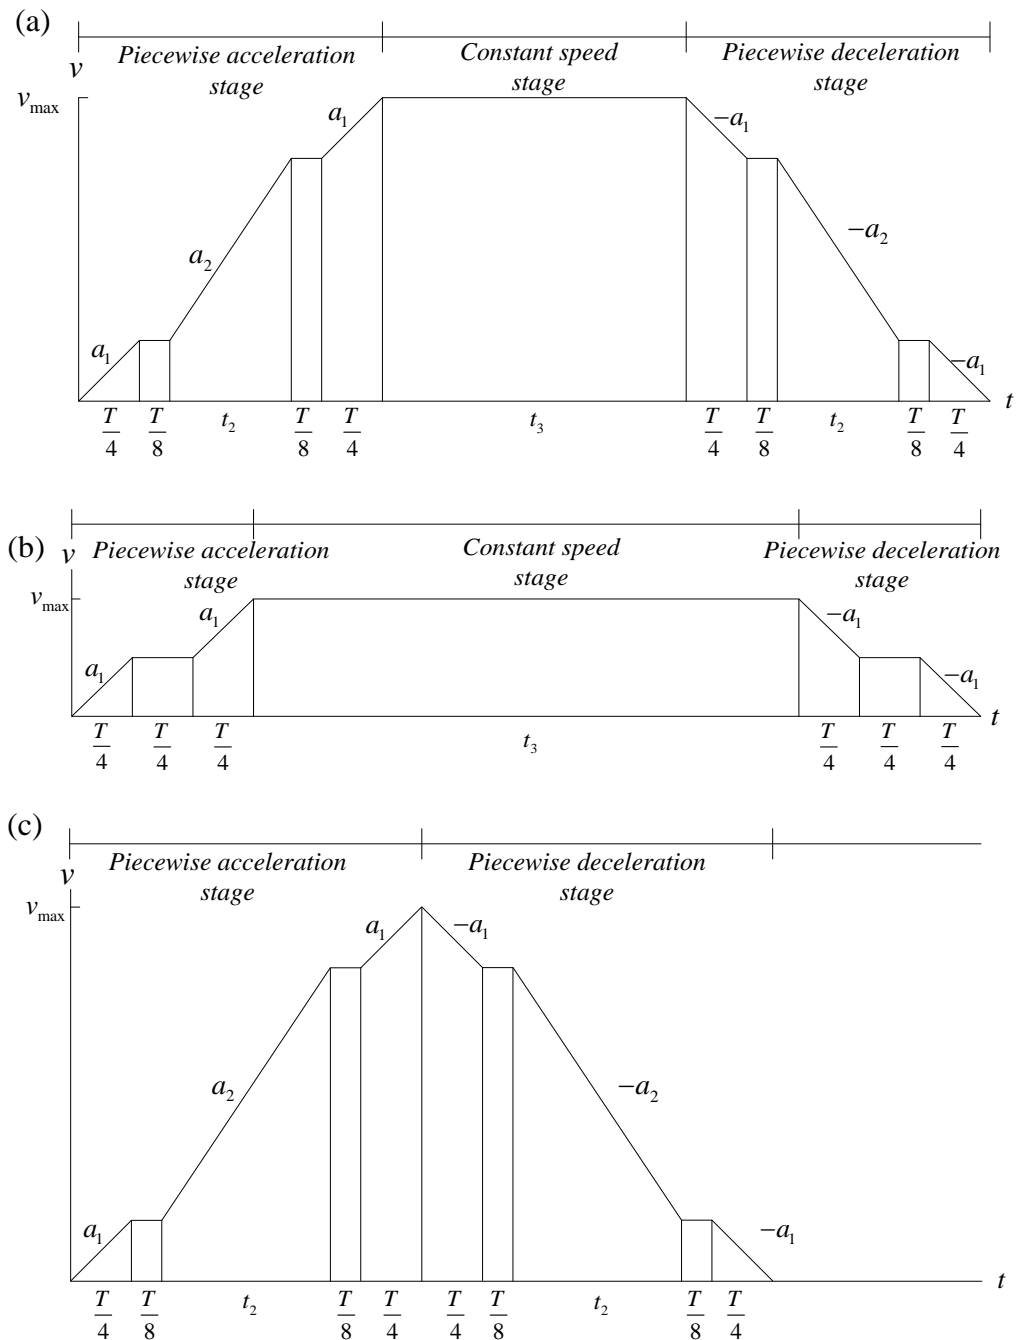 (a)
Piecewise acceleration stage
Constant speed stage
Piecewise deceleration stage
v
v_max
a_1
a_2
a_1
−a_1
−a_2
−a_1
t
T/4 T/8 t_2 T/8 T/4 t_3 T/4 T/8 t_2 T/8 T/4
(b)
v
Piecewise acceleration stage
Constant speed stage
Piecewise deceleration stage
v_max
a_1
a_1
−a_1
−a_1
t
T/4 T/4 T/4 t_3 T/4 T/4 T/4
(c)
Piecewise acceleration stage
Piecewise deceleration stage
v
v_max
a_1
−a_1
a_2
−a_2
a_1
−a_1
t
T/4 T/8 t_2 T/8 T/4 T/4 T/8 t_2 T/8 T/4